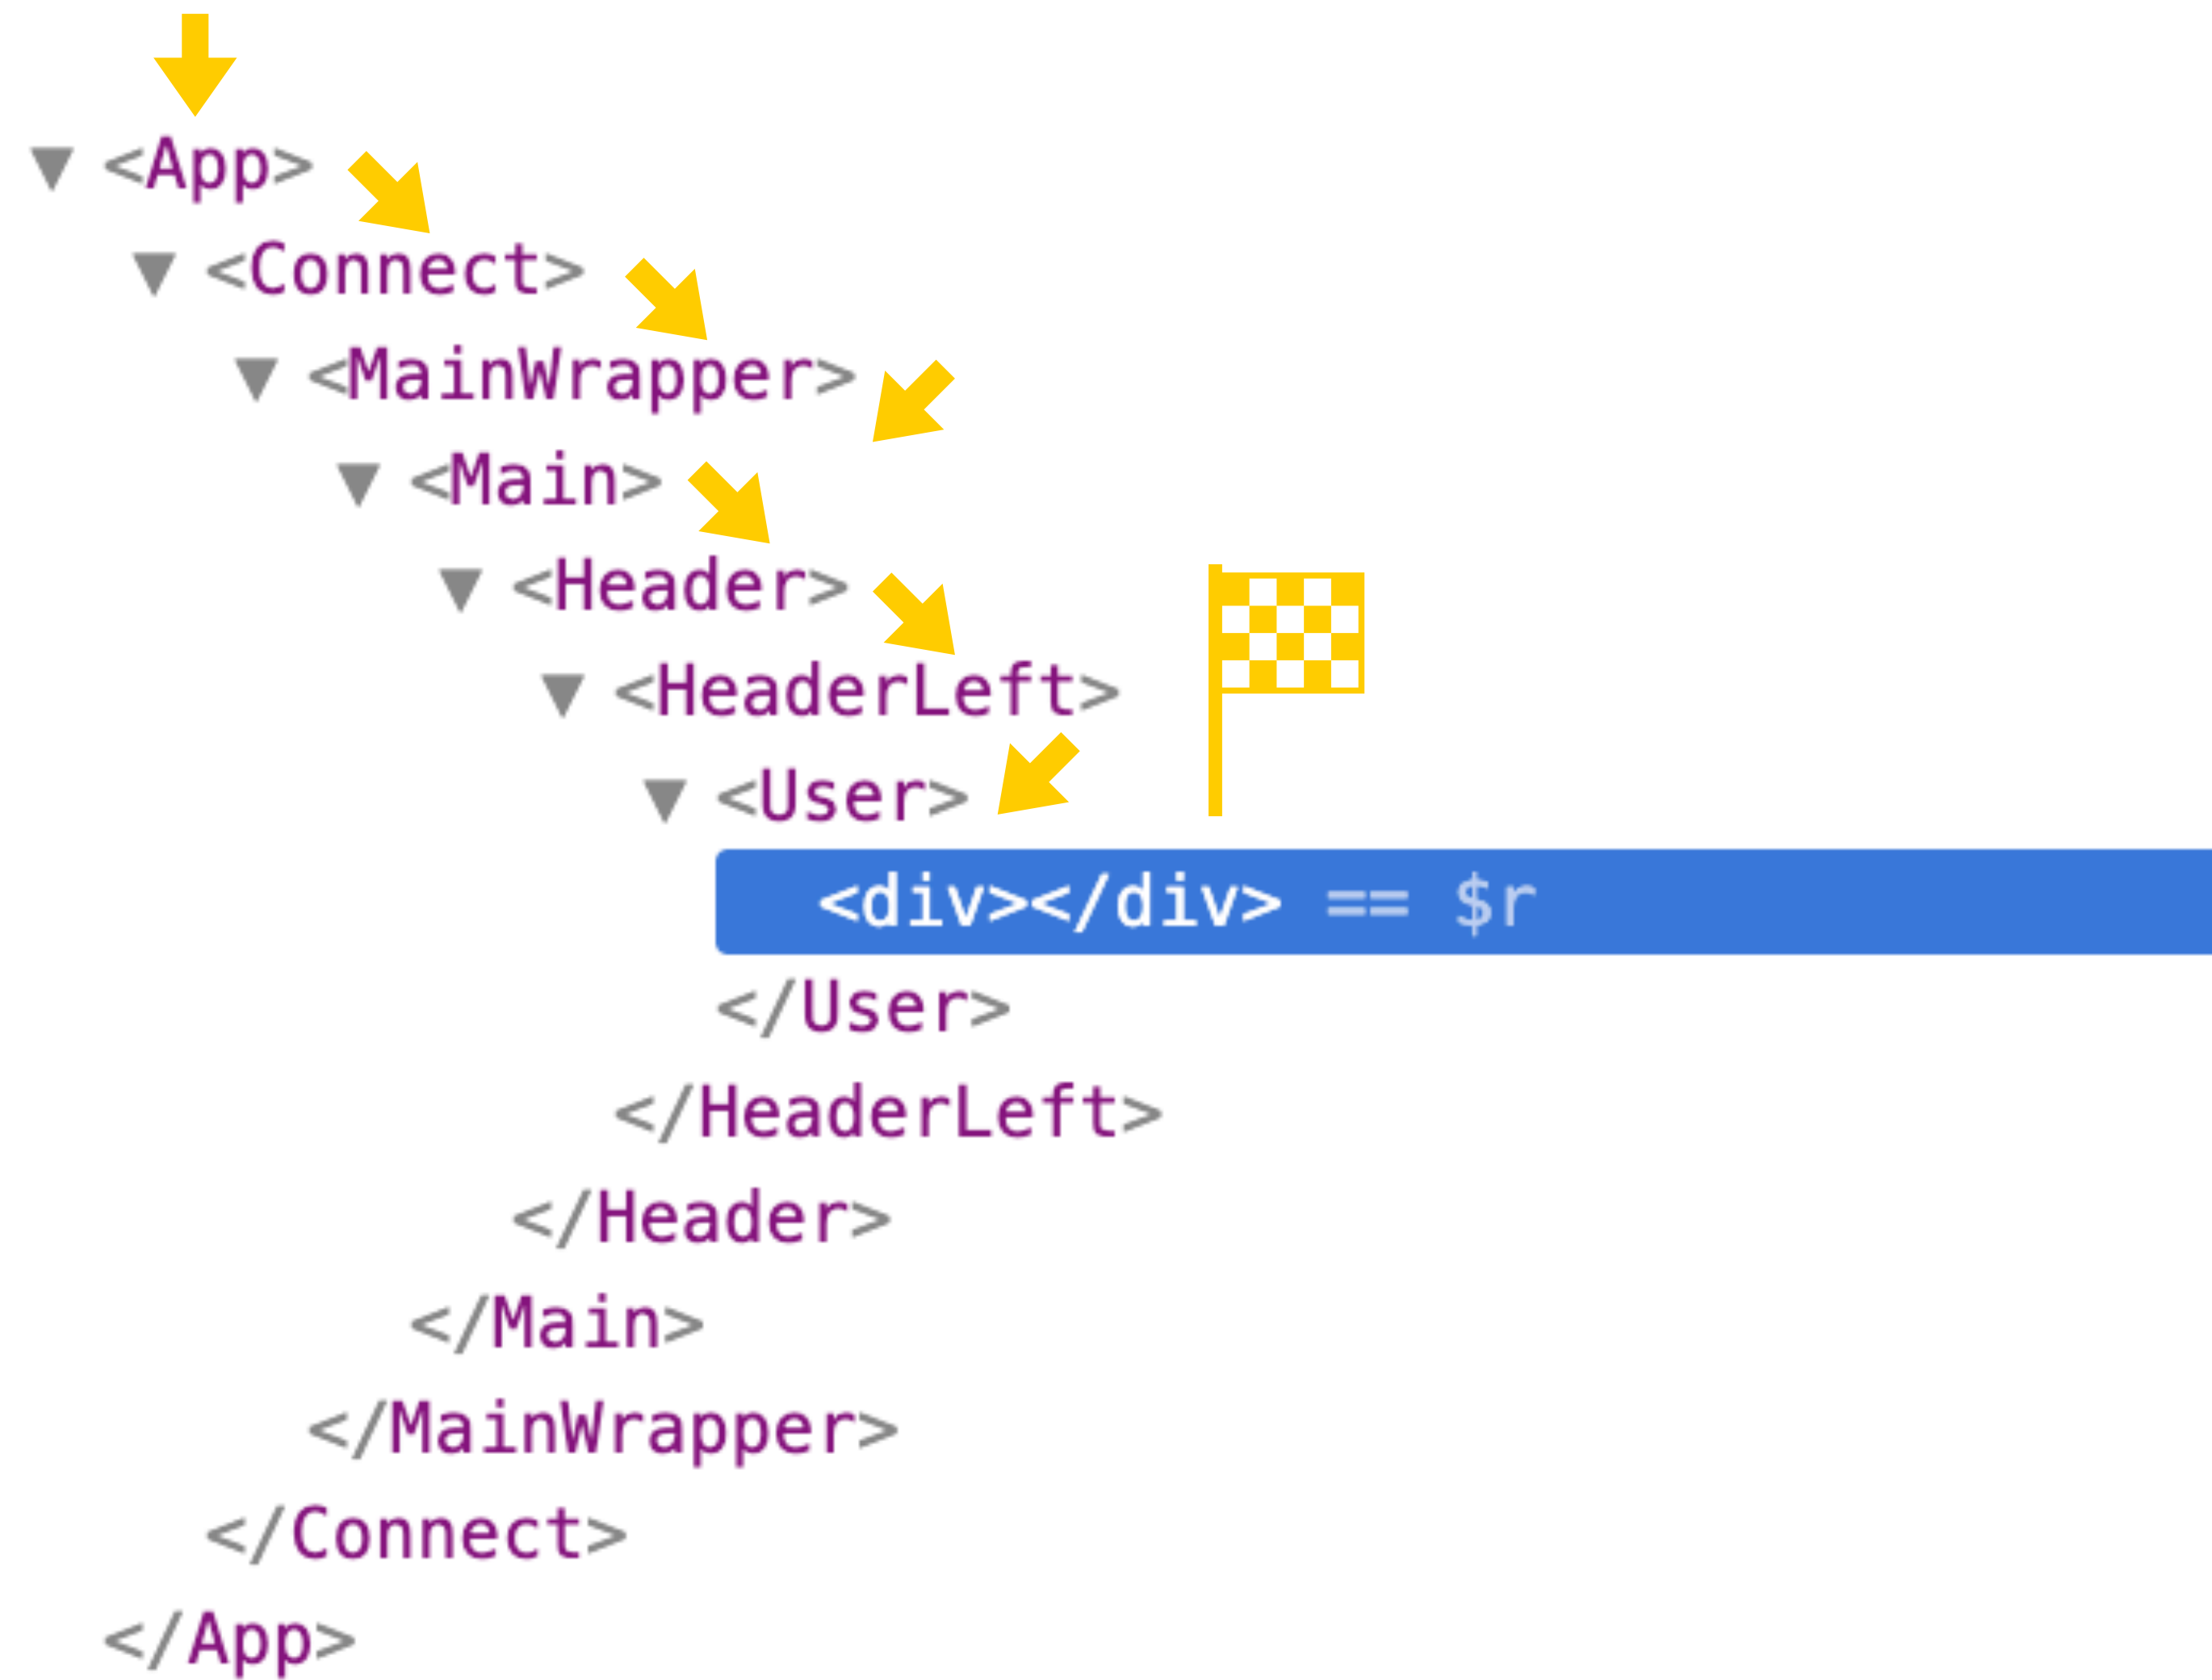 ▼ <App>
▼ <Connect>
▼ <MainWrapper>
▼ <Main>
▼ <Header>
▼ <HeaderLeft>
▼ <User>
<div></div> == $r
</User>
</HeaderLeft>
</Header>
</Main>
</MainWrapper>
</Connect>
</App>